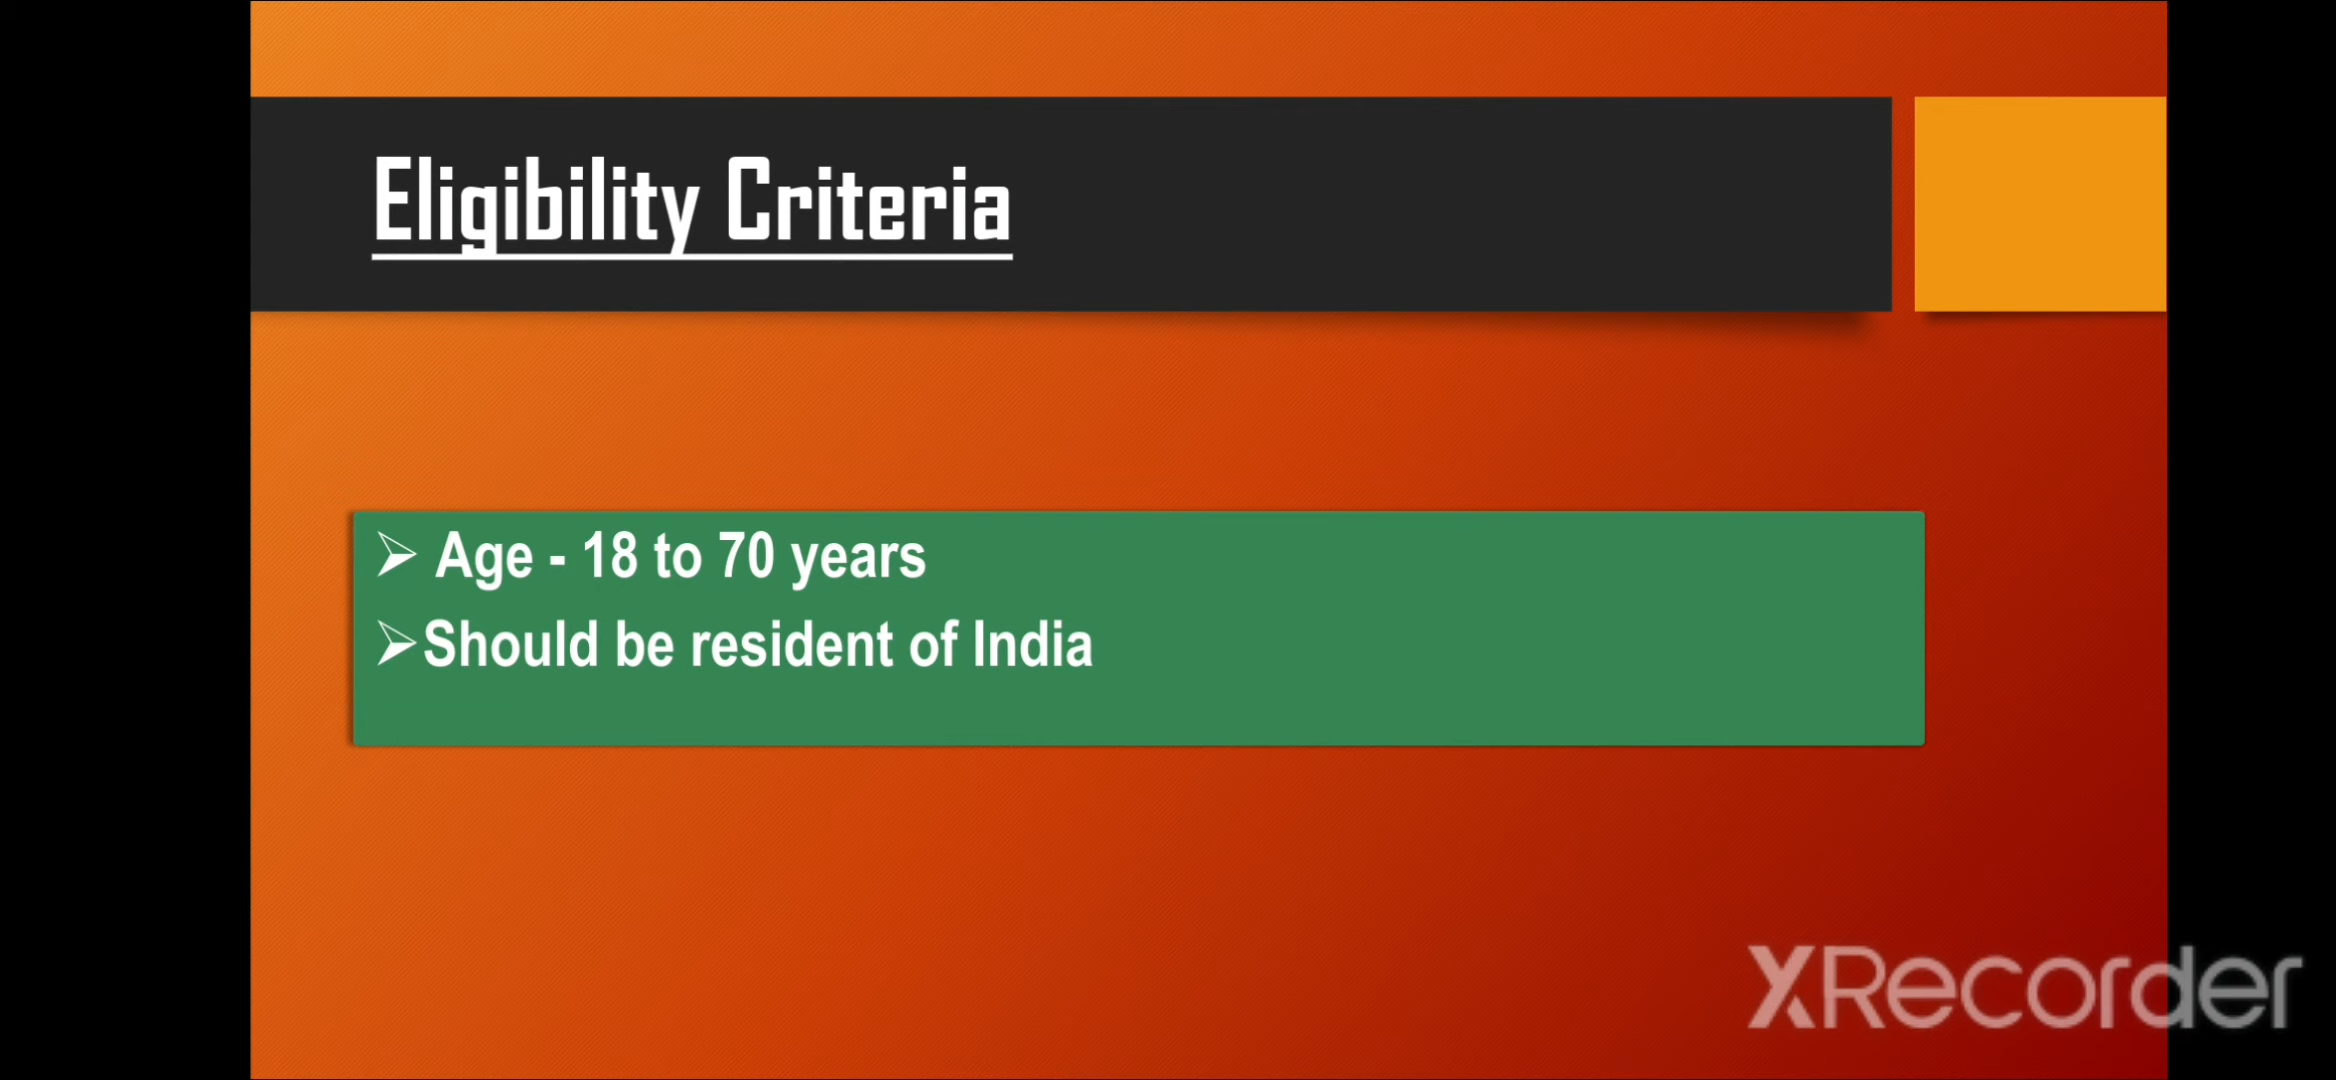 Eligibility Criteria
➢ Age - 18 to 70 years
➢Should be resident of India
XRecorder